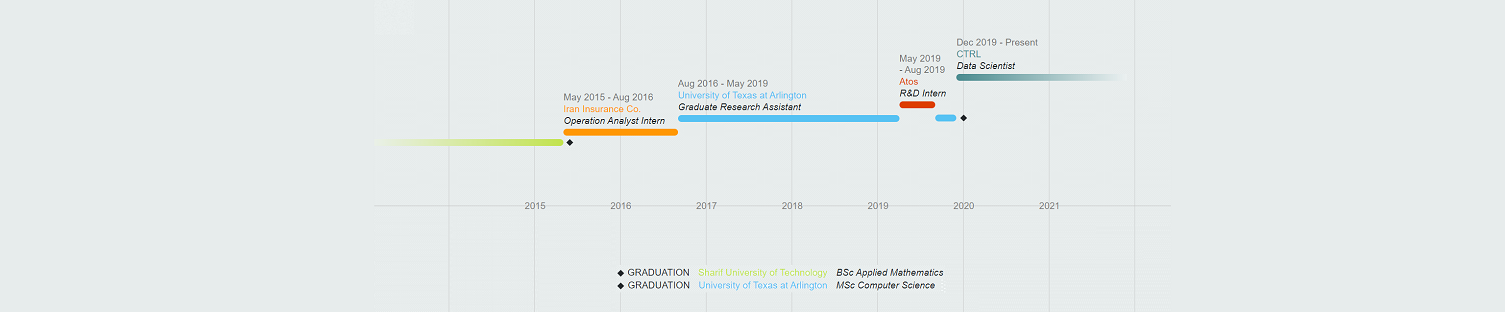 Dec 2019 - Present
CTRL
Data Scientist
May 2019
- Aug 2019
Atos
R&D Intern
Aug 2016 - May 2019
University of Texas at Arlington
Graduate Research Assistant
May 2015 - Aug 2016
Iran Insurance Co.
Operation Analyst Intern
2015 2016 2017 2018 2019 2020 2021
GRADUATION Sharif University of Technology BSc Applied Mathematics
GRADUATION University of Texas at Arlington MSc Computer Science